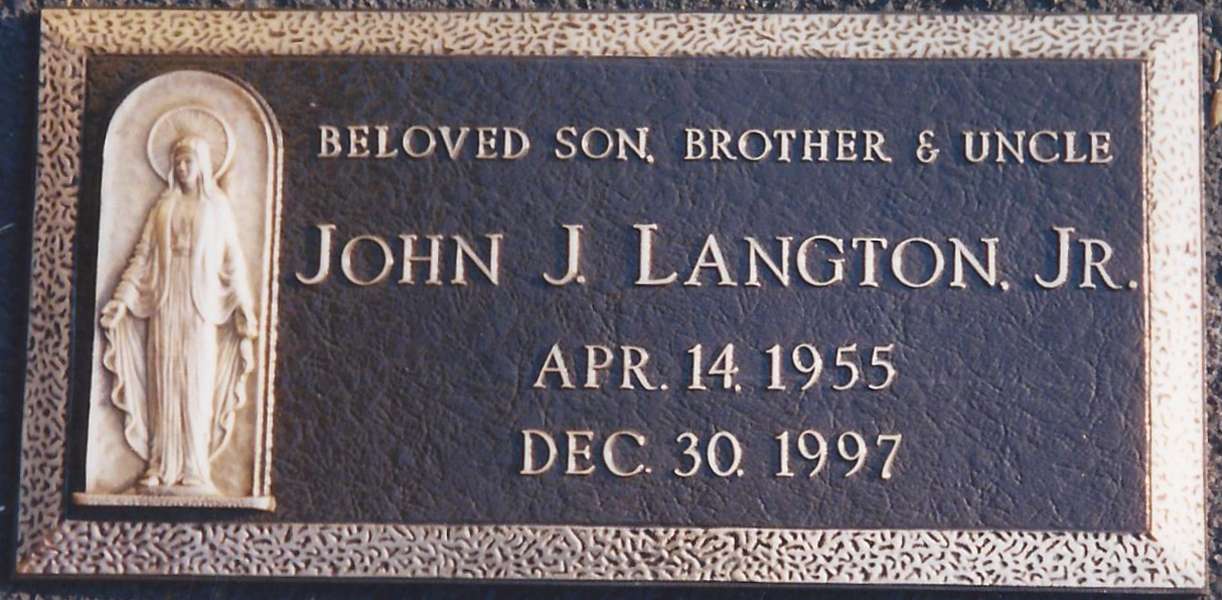 BELOVED SON, BROTHER & UNCLE
JOHN J. LANGTON, JR.
APR. 14, 1955
DEC. 30, 1997